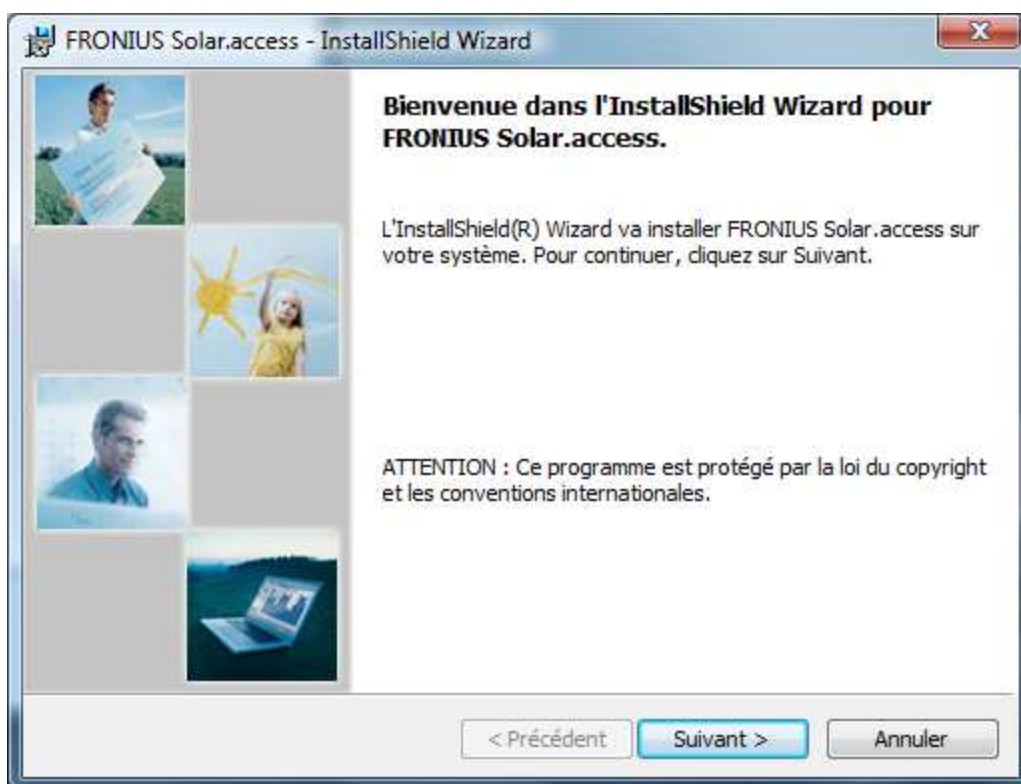 FRONIUS Solar.access - InstallShield Wizard
Bienvenue dans l'InstallShield Wizard pour
FRONIUS Solar.access.
L'InstallShield(R) Wizard va installer FRONIUS Solar.access sur
votre système. Pour continuer, cliquez sur Suivant.
ATTENTION : Ce programme est protégé par la loi du copyright
et les conventions internationales.
< Précédent
Suivant >
Annuler